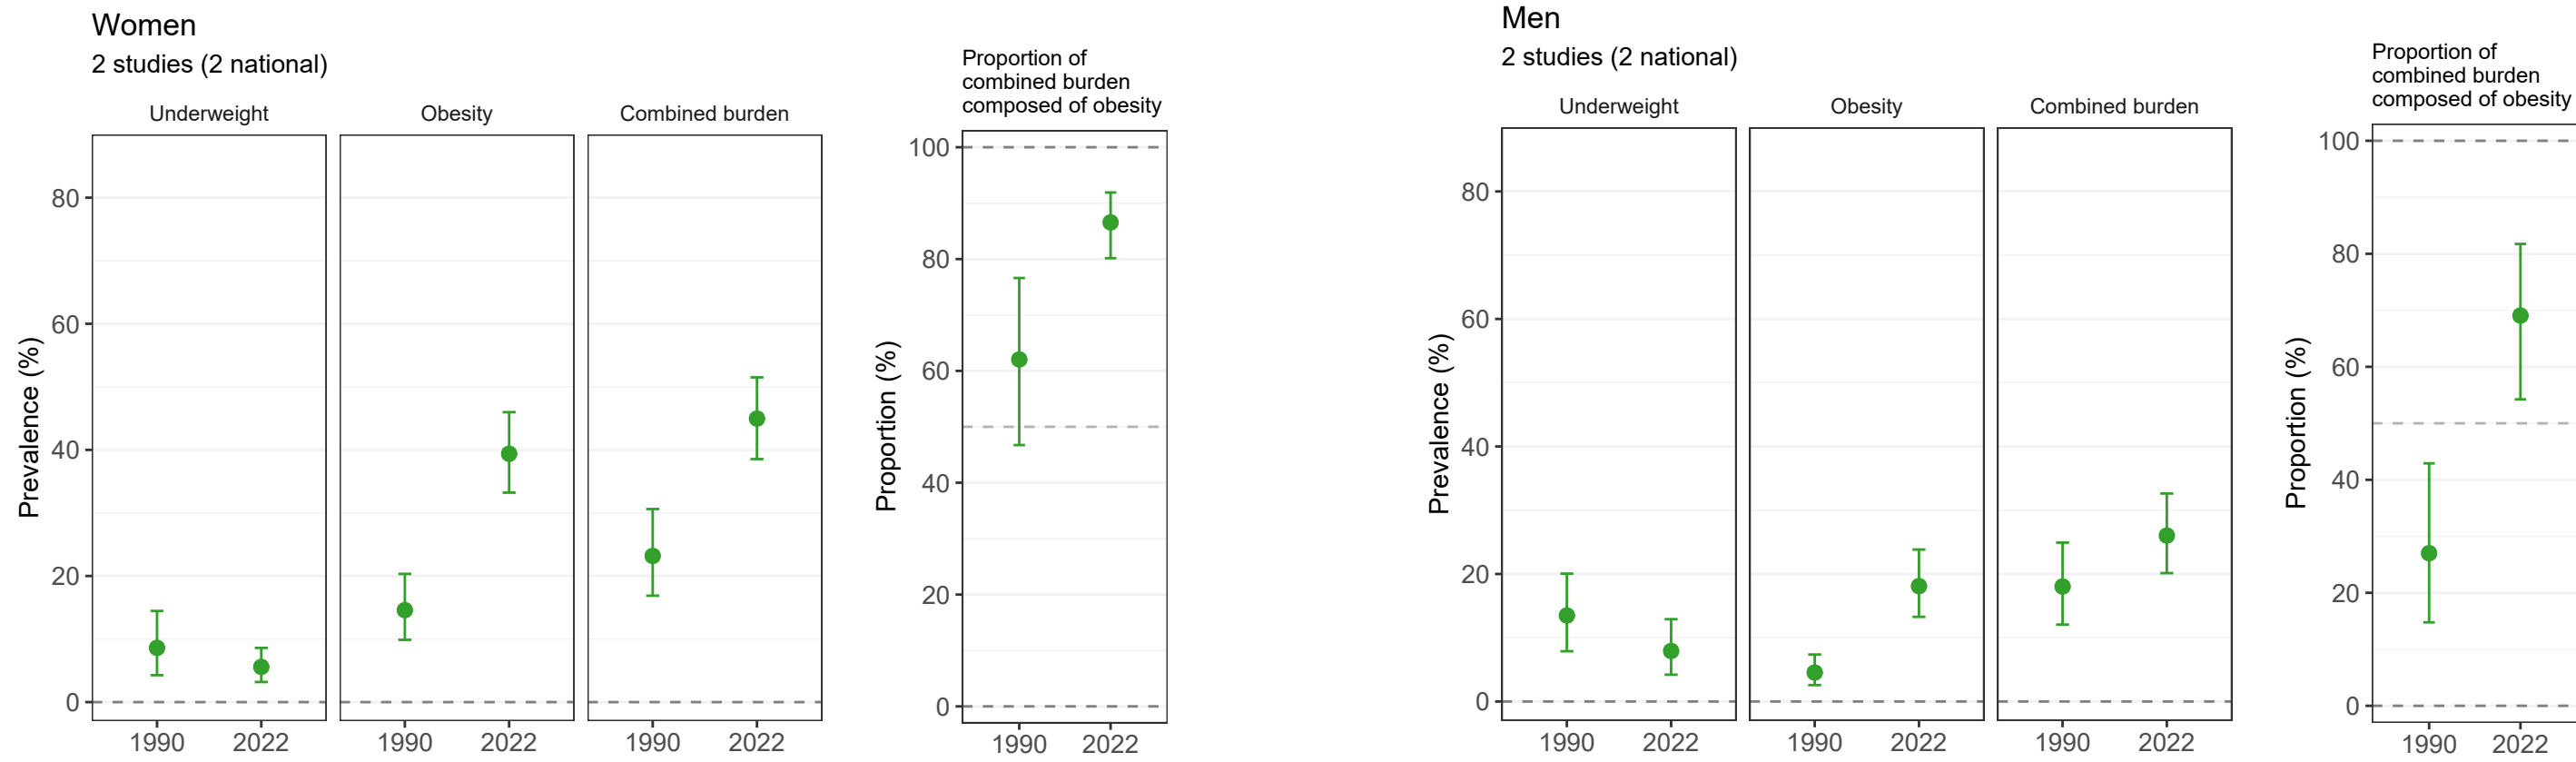 Women
2 studies (2 national)
Underweight
Obesity
Combined burden
Prevalence (%)
80
60
40
20
0
1990
2022
1990
2022
1990
2022
Proportion of
combined burden
composed of obesity
Proportion (%)
100
80
60
40
20
0
1990
2022
Men
2 studies (2 national)
Underweight
Obesity
Combined burden
Prevalence (%)
80
60
40
20
0
1990
2022
1990
2022
1990
2022
Proportion of
combined burden
composed of obesity
Proportion (%)
100
80
60
40
20
0
1990
2022